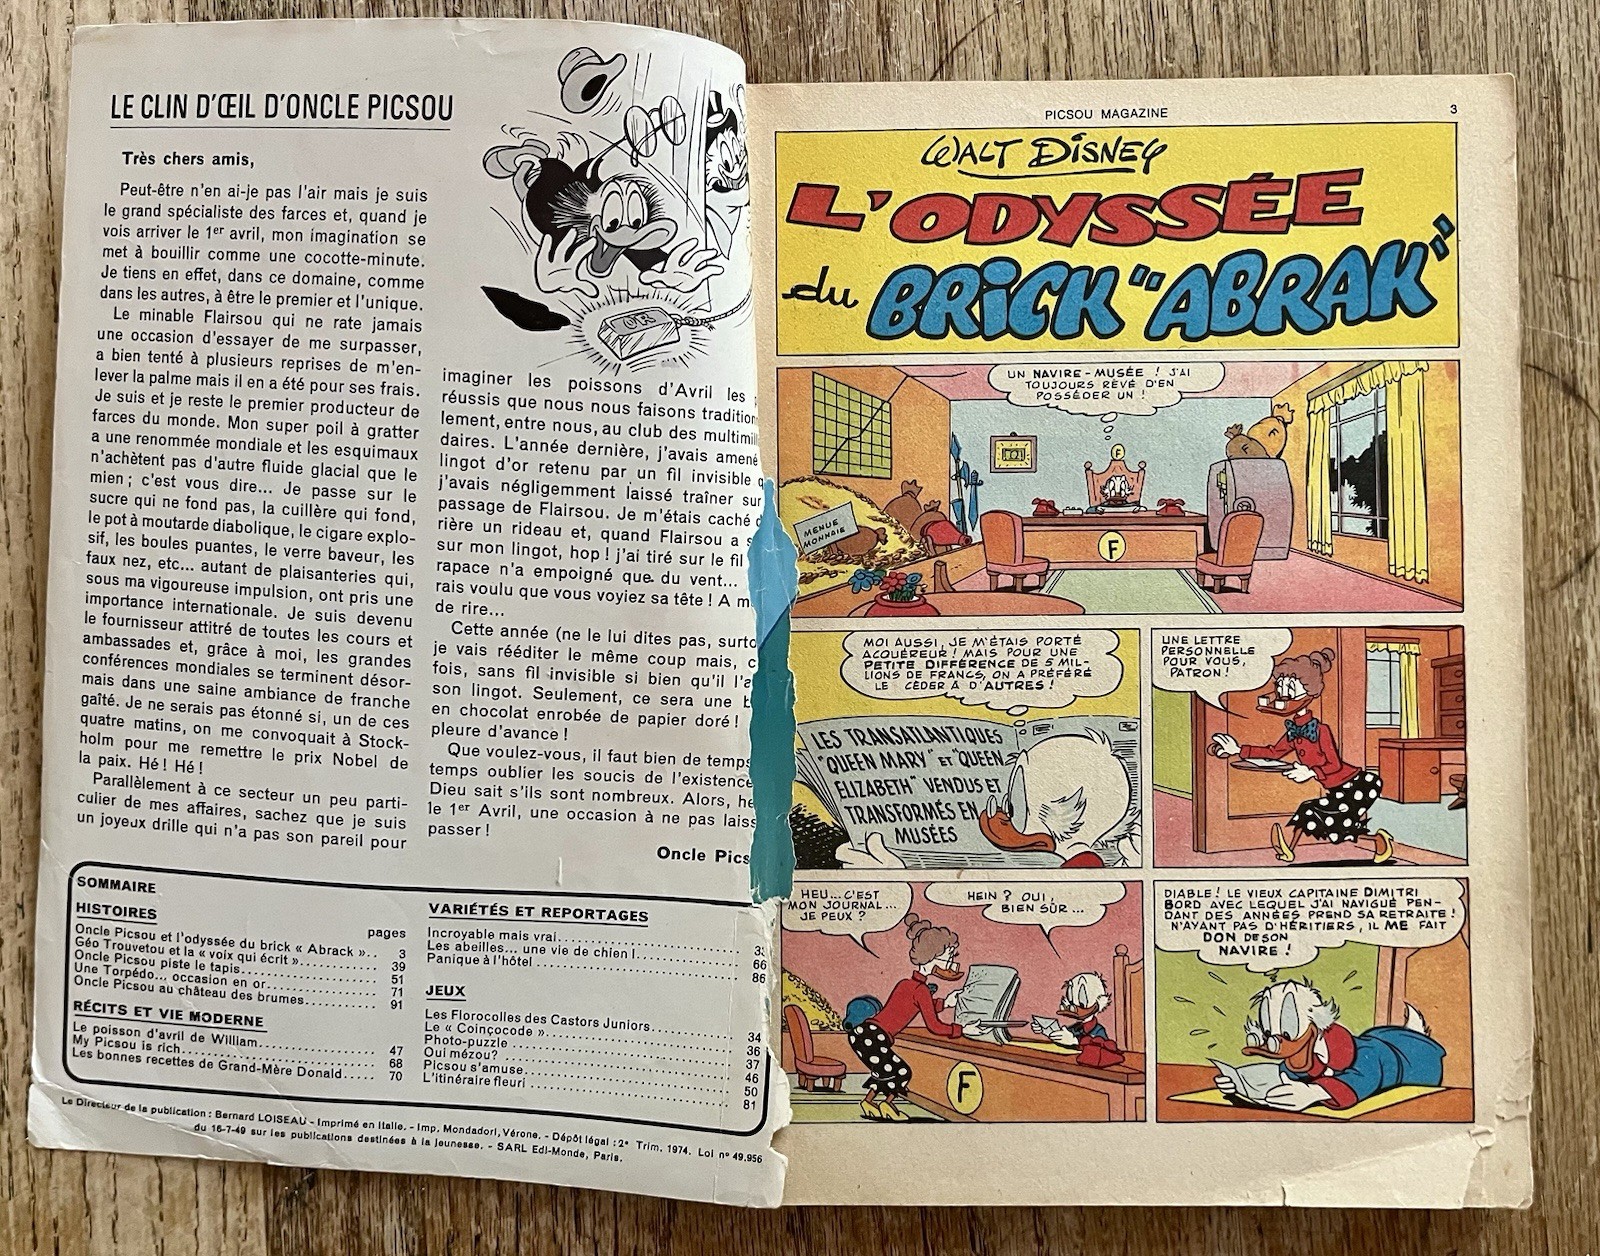 LE CLIN D'ŒIL D'ONCLE PICSOU
Très chers amis,
Peut-être n'en ai-je pas l'air mais je suis
le grand spécialiste des farces et, quand je
vois arriver le 1er avril, mon imagination se
met à bouillir comme une cocotte-minute.
Je tiens en effet, dans ce domaine, comme
dans les autres, à être le premier et l'unique.
Le minable Flairsou qui ne rate jamais
une occasion d'essayer de me surpasser,
a bien tenté à plusieurs reprises de m'en-
lever la palme mais il en a été pour ses frais.
Je suis et je reste le premier producteur de
farces du monde. Mon super poil à gratter
a une renommée mondiale et les esquimaux
n'achètent pas d'autre fluide glacial que le
mien ; c'est vous dire... Je passe sur le
sucre qui ne fond pas, la cuillère qui fond,
le pot à moutarde diabolique, le cigare explo-
sif, les boules puantes, le verre baveur, les
faux nez, etc... autant de plaisanteries qui,
sous ma vigoureuse impulsion, ont pris une
importance internationale. Je suis devenu
le fournisseur attitré de toutes les cours et
ambassades et, grâce à moi, les grandes
conférences mondiales se terminent désor-
mais dans une saine ambiance de franche
gaîté. Je ne serais pas étonné si, un de ces
quatre matins, on me convoquait à Stock-
holm pour me remettre le prix Nobel de
la paix. Hé ! Hé !
Parallèlement à ce secteur un peu parti-
culier de mes affaires, sachez que je suis
un joyeux drille qui n'a pas son pareil pour
OR
imaginer les poissons d'Avril les
réussis que nous nous faisons tradition
lement, entre nous, au club des multimil
daires. L'année dernière, j'avais amené
lingot d'or retenu par un fil invisible q
j'avais négligemment laissé traîner sur
passage de Flairsou. Je m'étais caché d
rière un rideau et, quand Flairsou a s
sur mon lingot, hop ! j'ai tiré sur le fil
rapace n'a empoigné que du vent...
rais voulu que vous voyiez sa tête ! A m
de rire...
Cette année (ne le lui dites pas, surto
je vais rééditer le même coup mais, c
fois, sans fil invisible si bien qu'il l'a
son lingot. Seulement, ce sera une b
en chocolat enrobée de papier doré !
pleure d'avance !
Que voulez-vous, il faut bien de temps
temps oublier les soucis de l'existence
Dieu sait s'ils sont nombreux. Alors, hé
le 1er Avril, une occasion à ne pas laiss
passer !
Oncle Pics
SOMMAIRE
HISTOIRES
pages
Oncle Picsou et l'odyssée du brick « Abrack ».. 3
Géo Trouvetou et la « voix qui écrit »........... 39
Oncle Picsou piste le tapis.................... 51
Une Torpédo... occasion en or................. 71
Oncle Picsou au château des brumes........... 91
RÉCITS ET VIE MODERNE
Le poisson d'avril de William................. 47
My Picsou is rich............................ 68
Les bonnes recettes de Grand-Mère Donald..... 70
VARIÉTÉS ET REPORTAGES
Incroyable mais vrai.......................... 33
Les abeilles... une vie de chien !............... 66
Panique à l'hôtel............................. 86
JEUX
Les Florocolles des Castors Juniors............ 34
Le « Coinçocode »............................ 36
Photo-puzzle................................. 37
Oui mézou?.................................. 46
Picsou s'amuse............................... 50
L'itinéraire fleuri............................. 81
Le Directeur de la publication : Bernard LOISEAU - Imprimé en Italie. - Imp. Mondadori, Vérone. - Dépôt légal : 2e Trim. 1974. Loi n° 49.956
du 16-7-49 sur les publications destinées à la jeunesse. - SARL Edi-Monde, Paris.
PICSOU MAGAZINE
3
WALT DISNEY
L'ODYSSÉE
du BRICK "ABRAK"
UN NAVIRE-MUSÉE ! J'AI
TOUJOURS RÊVÉ D'EN
POSSÉDER UN !
MENUE
MONNAIE
F
F
MOI AUSSI, JE M'ÉTAIS PORTÉ
ACQUÉREUR ! MAIS POUR UNE
PETITE DIFFÉRENCE DE 5 MIL-
LIONS DE FRANCS, ON A PRÉFÉRÉ
LE CÉDER À D'AUTRES !
LES TRANSATLANTIQUES
"QUEEN MARY" ET "QUEEN
ELIZABETH" VENDUS ET
TRANSFORMÉS EN
MUSÉES
UNE LETTRE
PERSONNELLE
POUR VOUS,
PATRON !
HEU... C'EST
MON JOURNAL...
JE PEUX ?
HEIN ? OUI,
BIEN SÛR...
F
DIABLE ! LE VIEUX CAPITAINE DIMITRI
BORD AVEC LEQUEL J'AI NAVIGUÉ PEN-
DANT DES ANNÉES PREND SA RETRAITE !
N'AYANT PAS D'HÉRITIERS, IL ME FAIT
DON DE SON
NAVIRE !